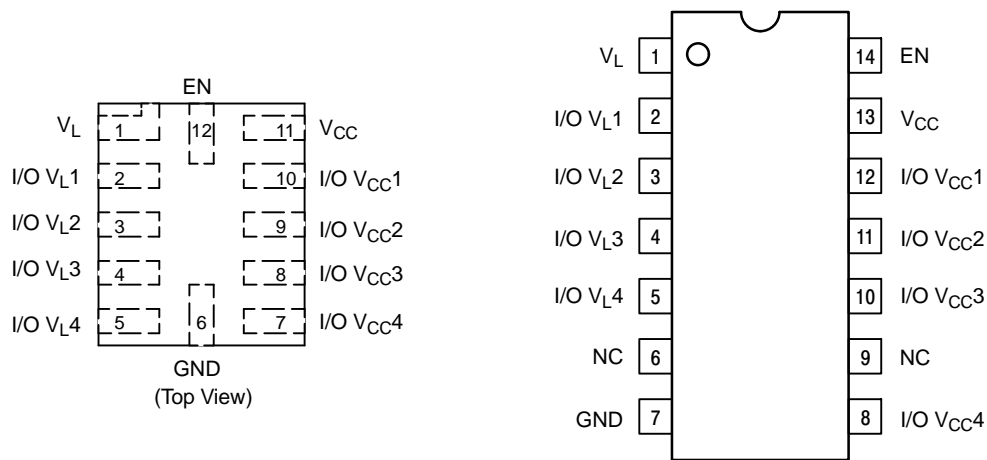 EN
V_L 1 12 11 V_CC
I/O V_L1 2 10 I/O V_CC1
I/O V_L2 3 9 I/O V_CC2
I/O V_L3 4 8 I/O V_CC3
I/O V_L4 5 6 7 I/O V_CC4
GND
(Top View)
V_L 1 14 EN
I/O V_L1 2 13 V_CC
I/O V_L2 3 12 I/O V_CC1
I/O V_L3 4 11 I/O V_CC2
I/O V_L4 5 10 I/O V_CC3
NC 6 9 NC
GND 7 8 I/O V_CC4